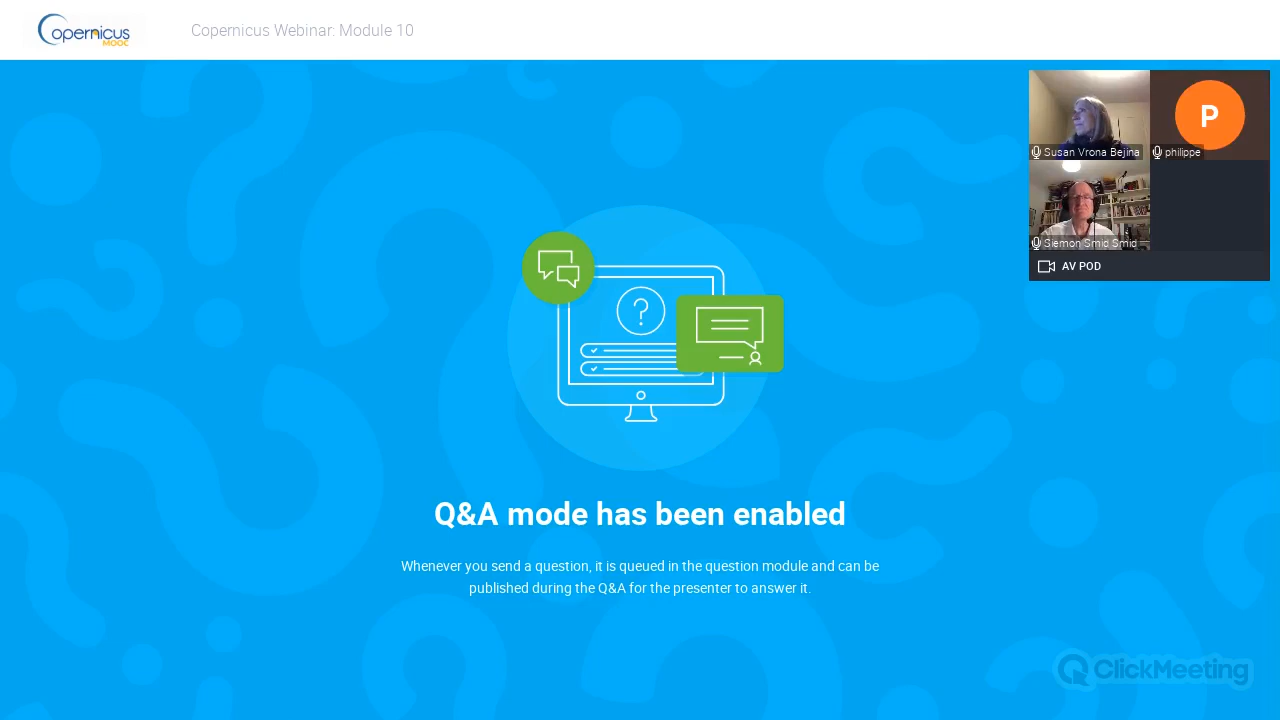 Copernicus
MOOC
Copernicus Webinar: Module 10
P
Susan Vrona Bejina
philippe
Siemon Smid Smid
AV POD
?
Q&A mode has been enabled
Whenever you send a question, it is queued in the question module and can be
published during the Q&A for the presenter to answer it.
ClickMeeting